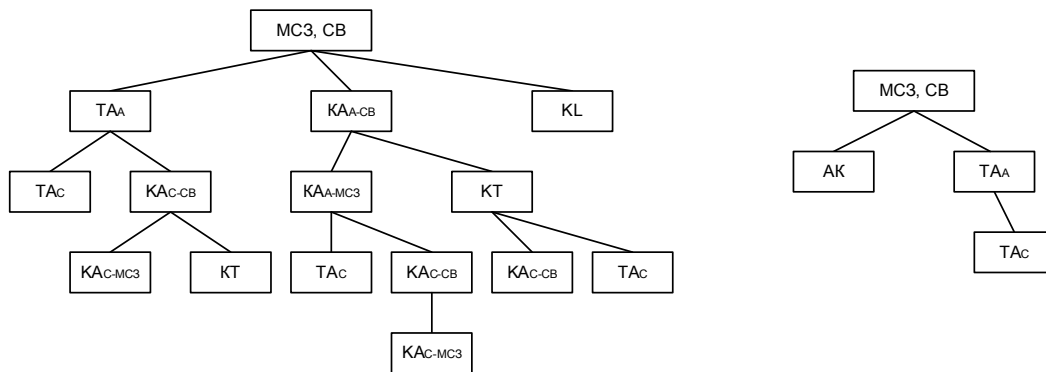 МСЗ, СВ
ТАА
КАА-СВ
KL
ТАС
КАС-СВ
КАА-МСЗ
КТ
КАС-МСЗ
КТ
ТАС
КАС-СВ
КАС-СВ
ТАС
КАС-МСЗ
МСЗ, СВ
АК
ТАА
ТАС